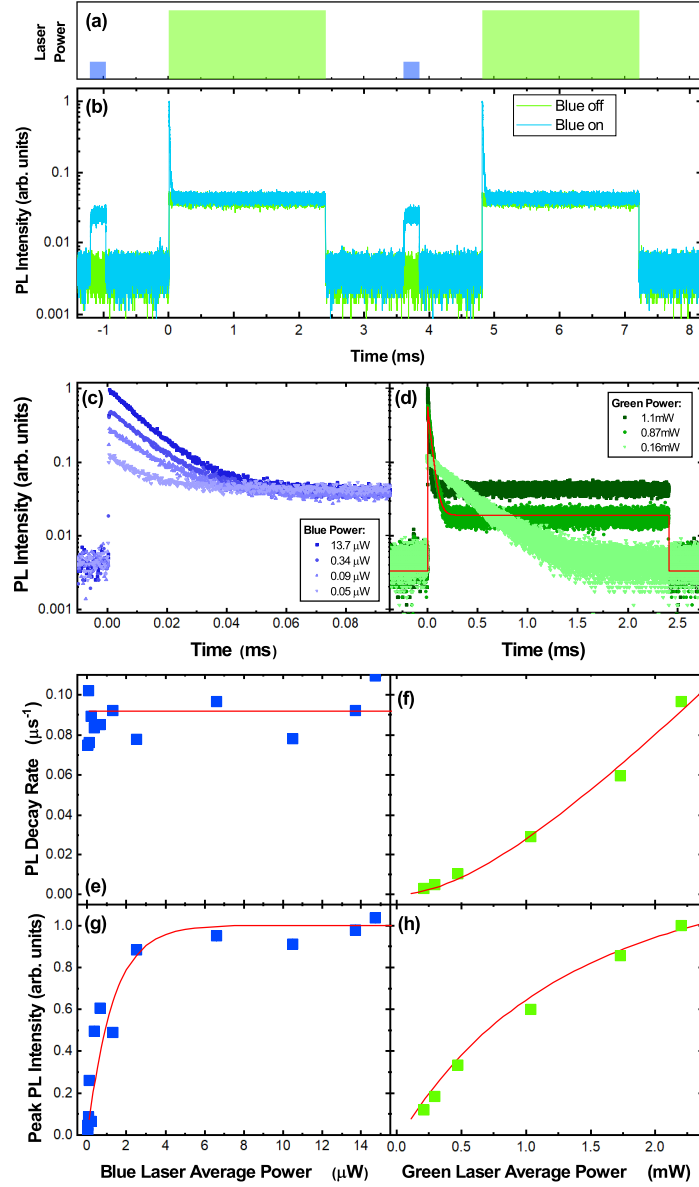 Laser
Power
(a)
(b)
Blue off
Blue on
PL Intensity (arb. units)
1
0.1
0.01
0.001
-1 0 1 2 3 4 5 6 7 8
Time (ms)
(c)
PL Intensity (arb. units)
1
0.1
0.01
0.001
Blue Power:
13.7 μW
0.34 μW
0.09 μW
0.05 μW
0.00 0.02 0.04 0.06 0.08
Time (ms)
(d)
Green Power:
1.1mW
0.87mW
0.16mW
0.0 0.5 1.0 1.5 2.0 2.5
Time (ms)
PL Decay Rate (μs⁻¹)
0.10
0.08
0.06
0.04
0.02
0.00
(e)
(f)
Peak PL Intensity (arb. units)
1.0
0.8
0.6
0.4
0.2
0.0
(g)
0 2 4 6 8 10 12 14
Blue Laser Average Power (μW)
(h)
0.0 0.5 1.0 1.5 2.0
Green Laser Average Power (mW)